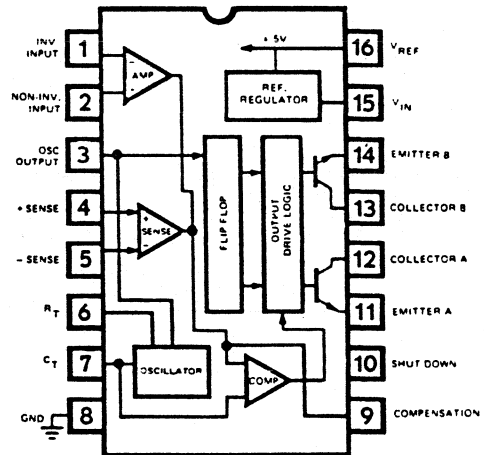 INV.
INPUT
1
NON-INV.
INPUT
2
OSC
OUTPUT
3
+ SENSE
4
– SENSE
5
RT
6
CT
7
GND
8
AMP
+
–
SENSE
FLIP FLOP
OUTPUT
DRIVE LOGIC
OSCILLATOR
COMP
+ 5V
REF.
REGULATOR
16
VREF
15
VIN
14
EMITTER B
13
COLLECTOR B
12
COLLECTOR A
11
EMITTER A
10
SHUT DOWN
9
COMPENSATION